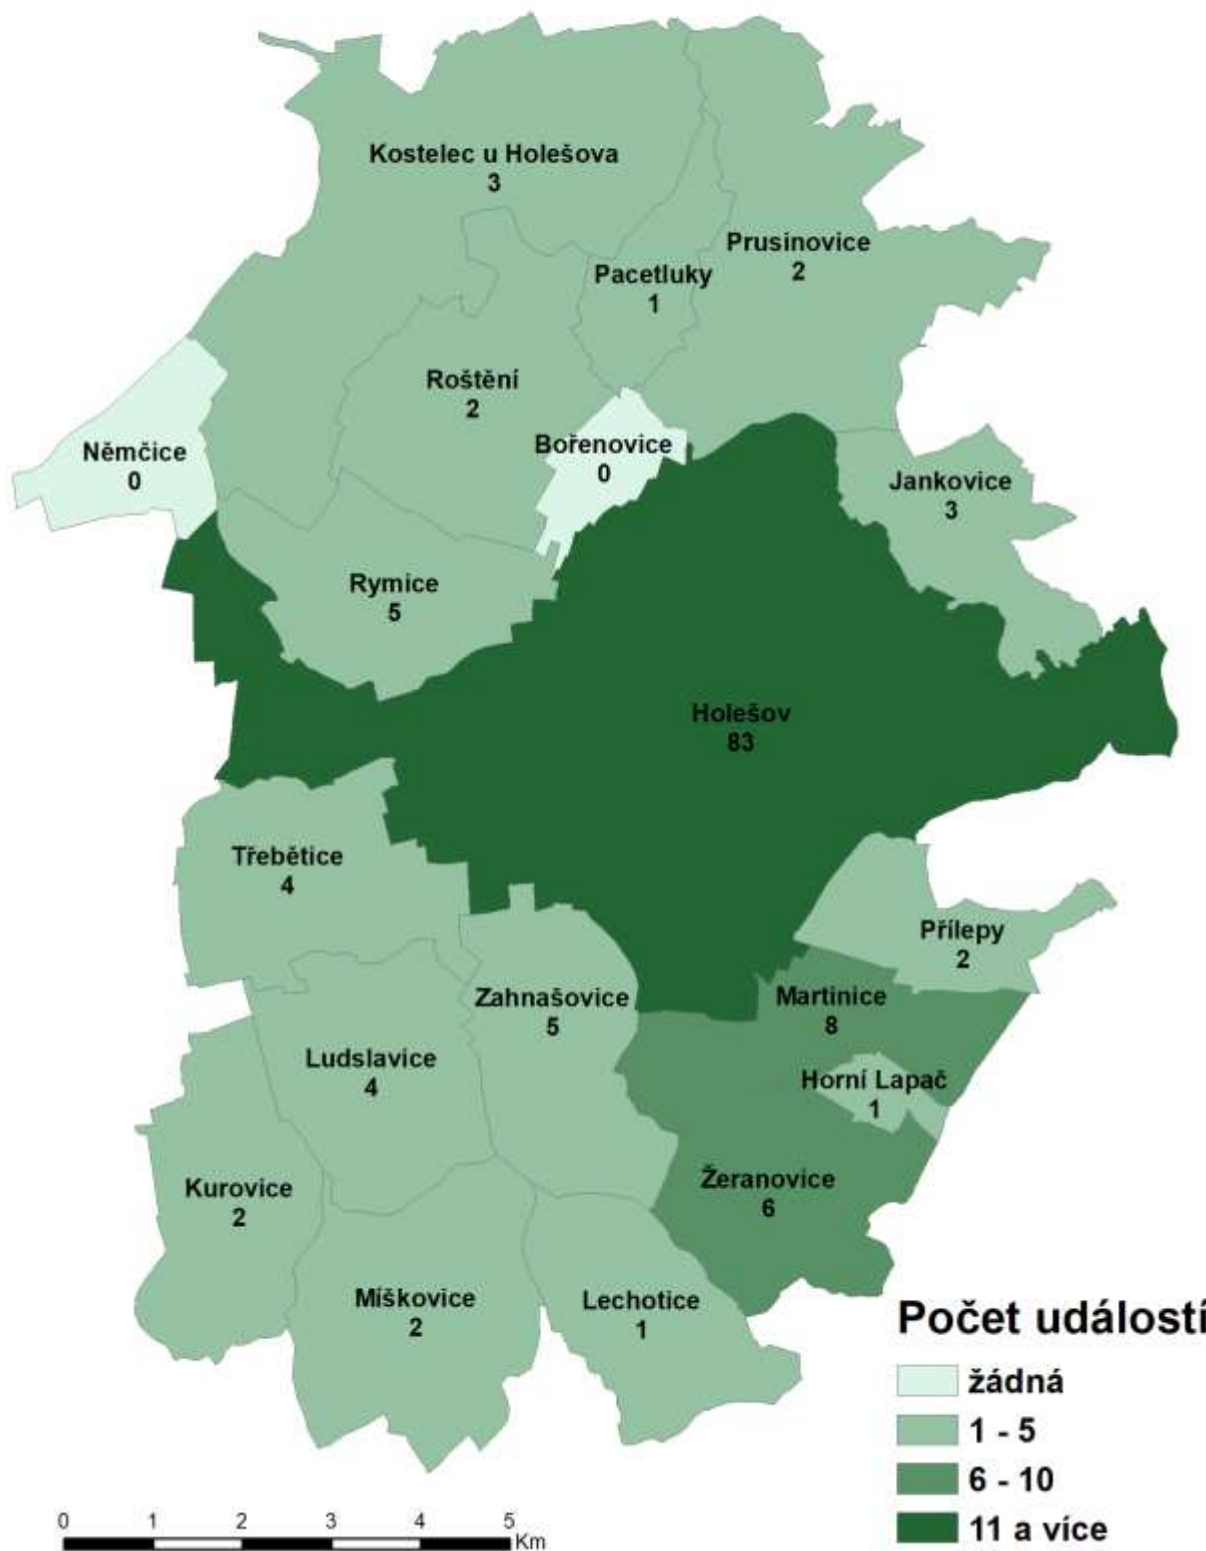 Kostelec u Holešova
3
Prusinovice
2
Pacetluky
1
Roštění
2
Bořenovice
0
Němčice
0
Jankovice
3
Rymice
5
Holešov
83
Třebětice
4
Přílepy
2
Zahnašovice
5
Martinice
8
Ludslavice
4
Horní Lapač
1
Kurovice
2
Žeranovice
6
Míškovice
2
Lechotice
1
Počet událostí
žádná
1 - 5
6 - 10
11 a více
0 1 2 3 4 5
Km